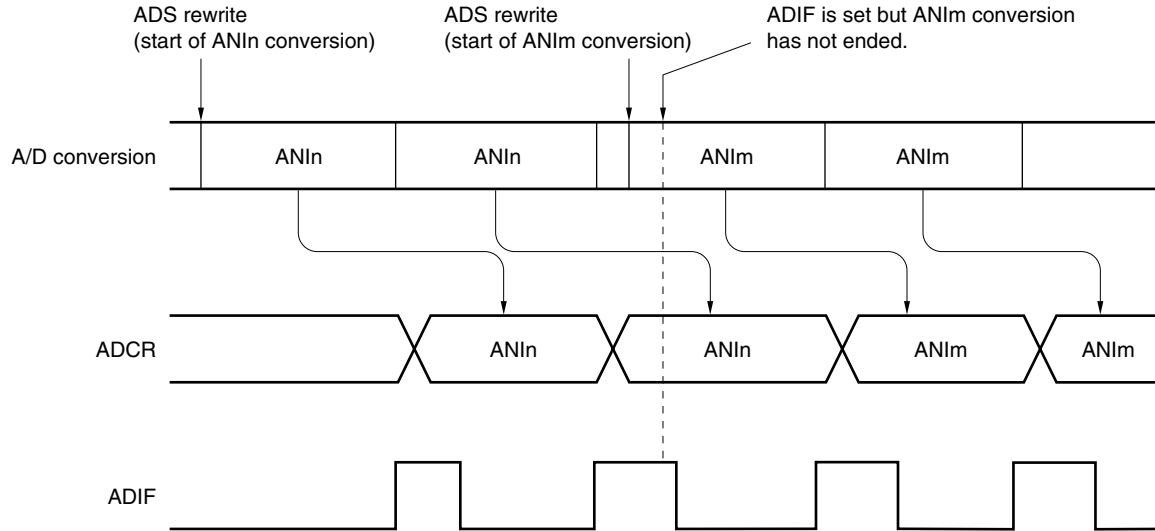 ADS rewrite
(start of ANIn conversion)
ADS rewrite
(start of ANIm conversion)
ADIF is set but ANIm conversion
has not ended.
A/D conversion
ANIn
ANIn
ANIm
ANIm
ADCR
ANIn
ANIn
ANIm
ANIm
ADIF